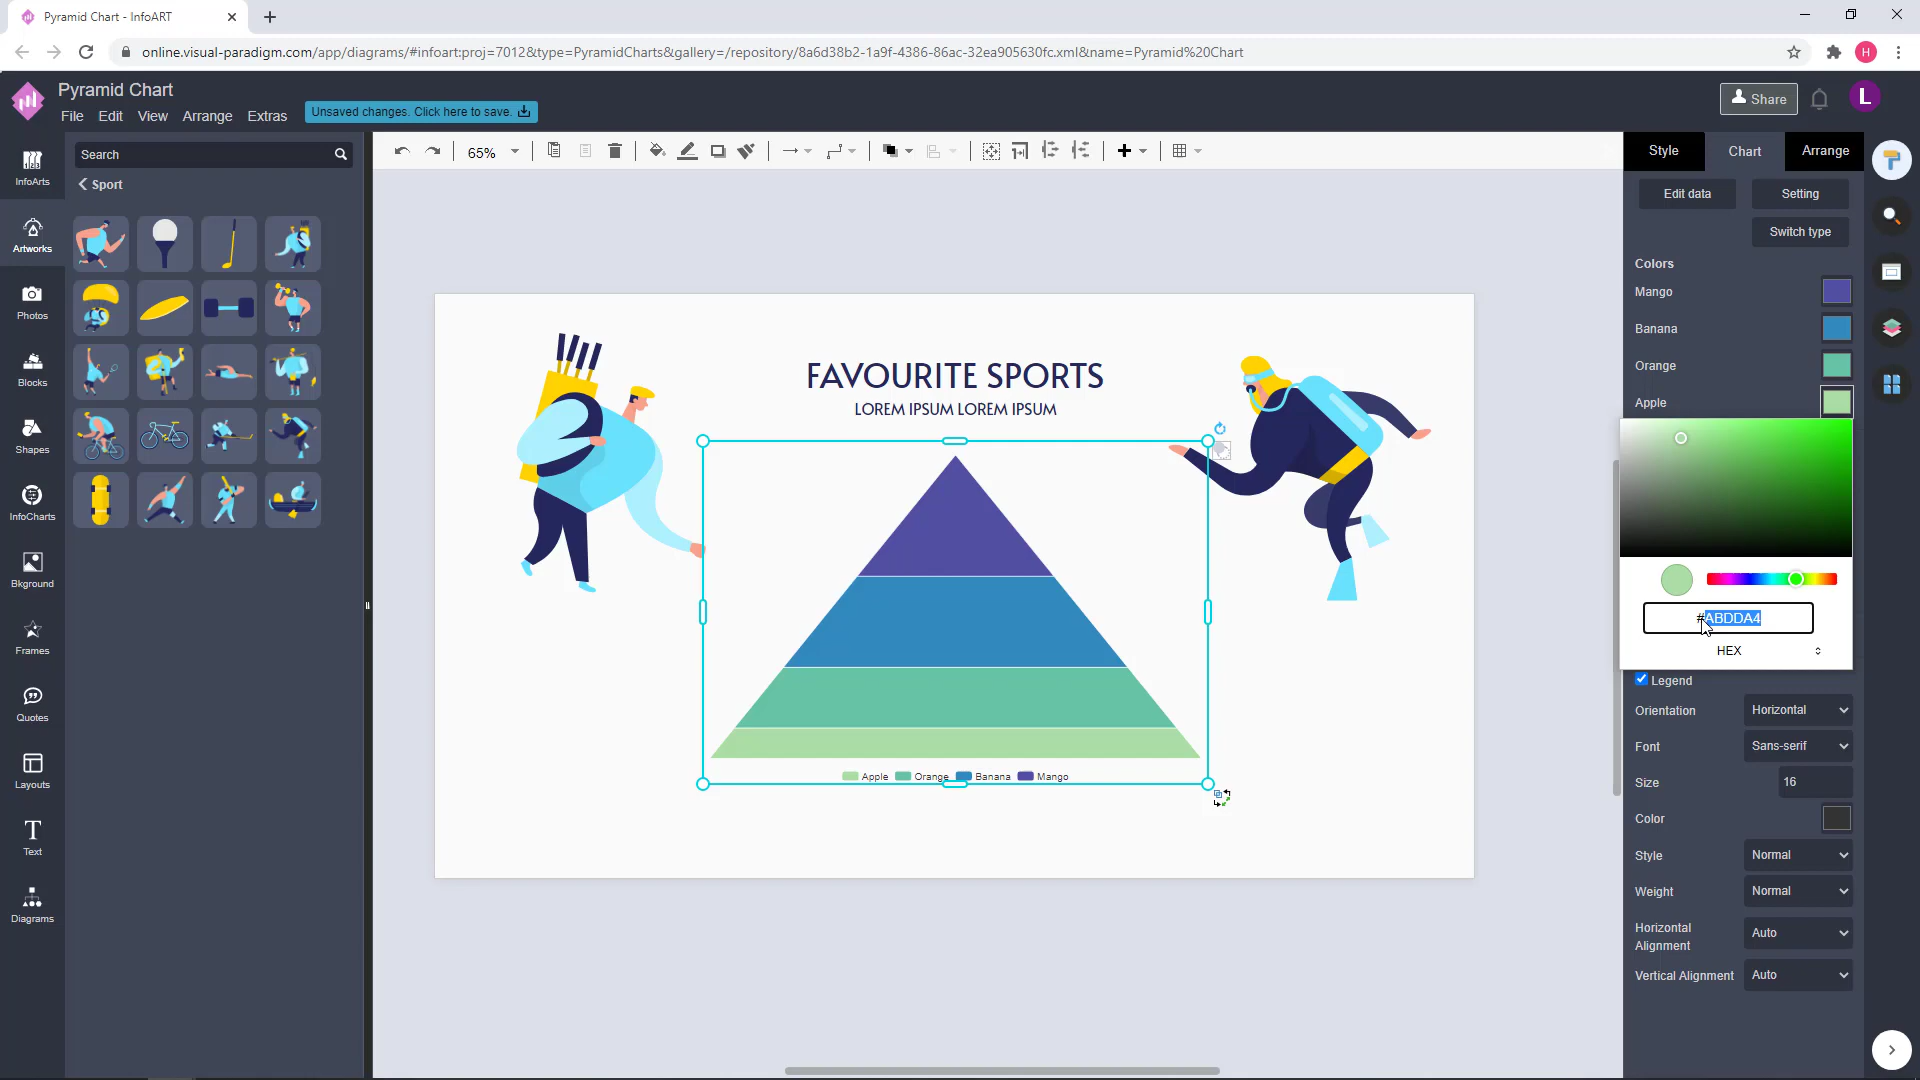 Pyramid Chart - InfoART
online.visual-paradigm.com/app/diagrams/#infoart:proj=7012&type=PyramidCharts&gallery=/repository/8a6d38b2-1a9f-4386-86ac-32ea905630fc.xml&name=Pyramid%20Chart
H
Pyramid Chart
File Edit View Arrange Extras
Unsaved changes. Click here to save.
Share
L
InfoArts
Artworks
Photos
Blocks
Shapes
InfoCharts
Bkground
Frames
Quotes
Layouts
T
Text
Diagrams
Search
Sport
65%
FAVOURITE SPORTS
LOREM IPSUM LOREM IPSUM
Apple Orange Banana Mango
Style Chart Arrange
Edit data Setting
Switch type
Colors
Mango
Banana
Orange
Apple
#ABDDA4
HEX
Legend
Orientation Horizontal
Font Sans-serif
Size 16
Color
Style Normal
Weight Normal
Horizontal Alignment Auto
Vertical Alignment Auto